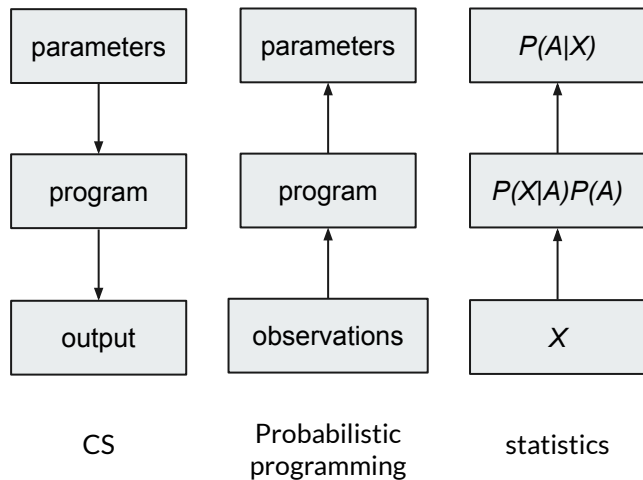 parameters
parameters
P(A|X)
program
program
P(X|A)P(A)
output
observations
X
CS
Probabilistic
programming
statistics